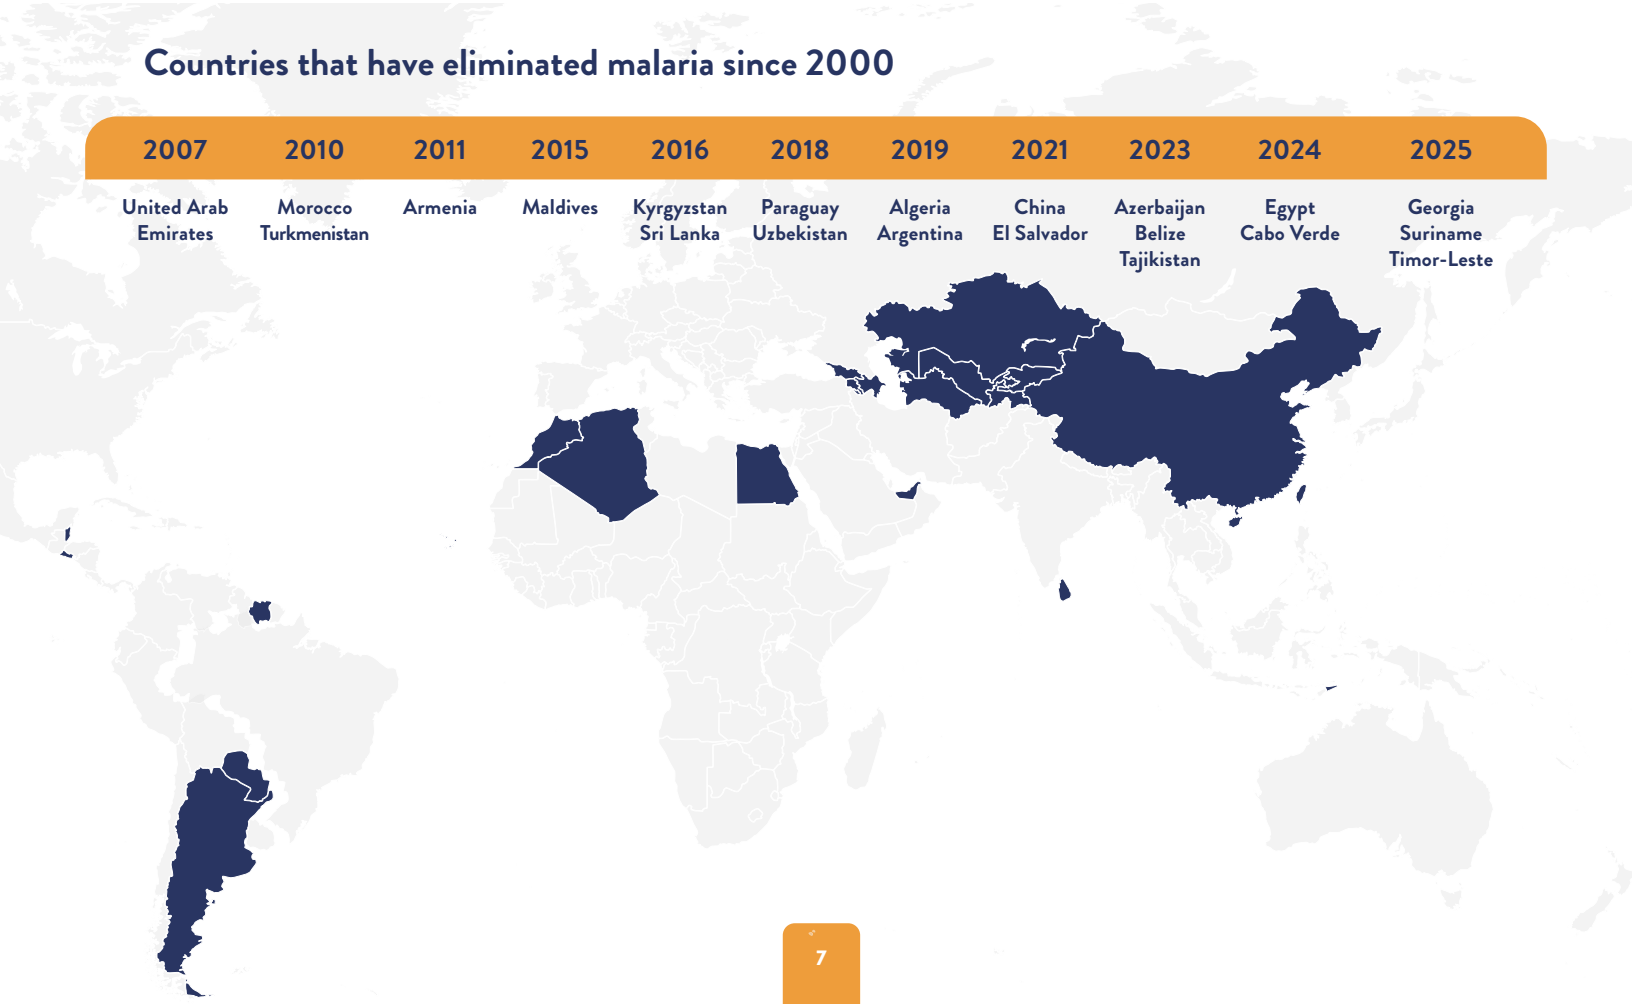 Countries that have eliminated malaria since 2000
2007 2010 2011 2015 2016 2018 2019 2021 2023 2024 2025
United Arab
Emirates
Morocco
Turkmenistan
Armenia
Maldives
Kyrgyzstan
Sri Lanka
Paraguay
Uzbekistan
Algeria
Argentina
China
El Salvador
Azerbaijan
Belize
Tajikistan
Egypt
Cabo Verde
Georgia
Suriname
Timor-Leste
7